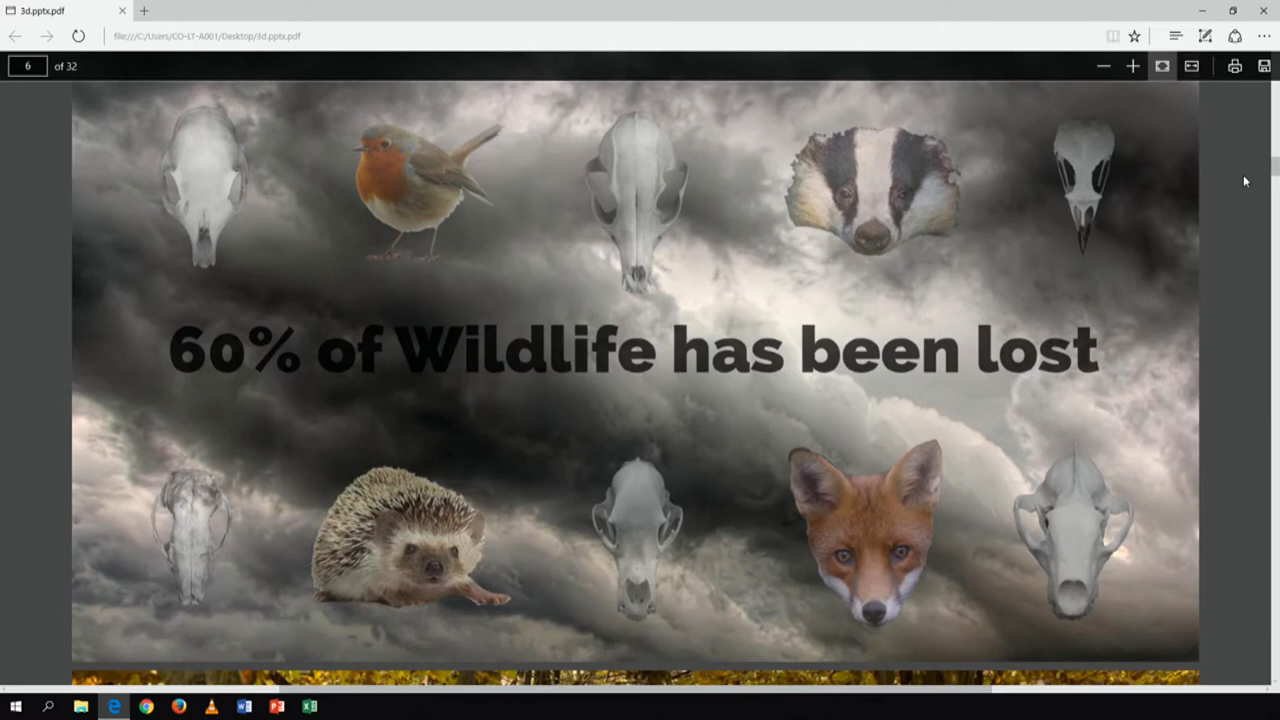 3d.pptx.pdf
file:///C:/Users/CO-LT-A001/Desktop/3d.pptx.pdf
6 of 32
60% of Wildlife has been lost